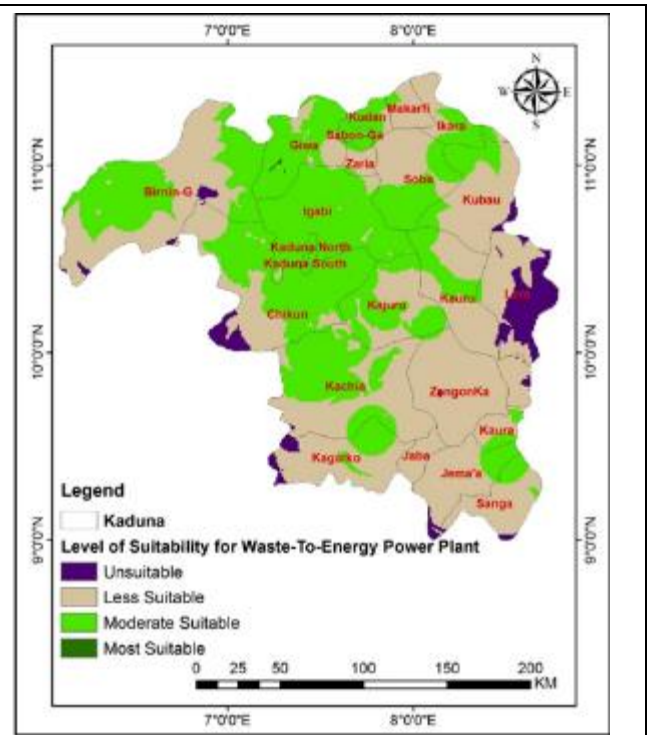 7°0'0"E 8°0'0"E
N
W E
S
11°0'0"N 11°0'0"N
Makarfi
Kudan
Ikara
Sabon-Ga
Giwa
Zaria
Soba
Birnin-G
Kubau
Igabi
Kaduna North
Kaduna South
Lere
Kauru
Kajuru
Chikun
10°0'0"N 10°0'0"N
Kachia
ZangonKa
Kaura
Kagarko
Jaba
Jema'a
Sanga
9°0'0"N 9°0'0"N
Legend
Kaduna
Level of Suitability for Waste-To-Energy Power Plant
Unsuitable
Less Suitable
Moderate Suitable
Most Suitable
0 25 50 100 150 200
KM
7°0'0"E 8°0'0"E